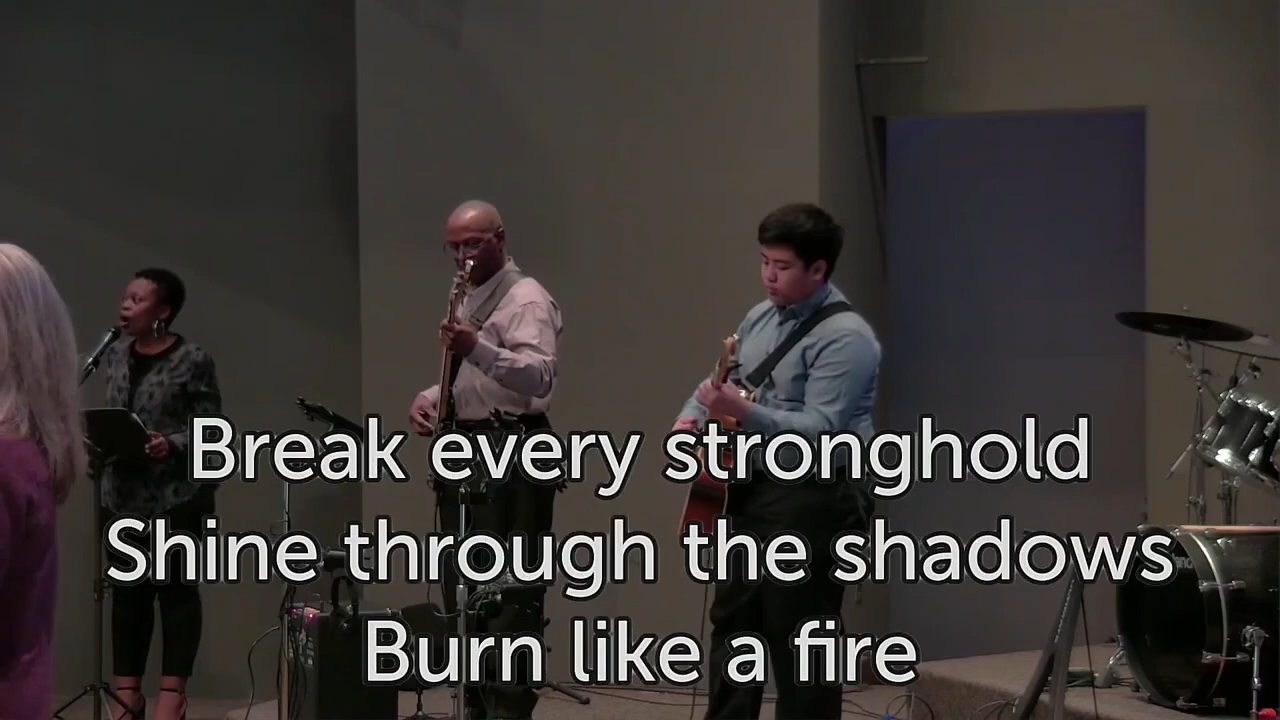 Break every stronghold
Shine through the shadows
Burn like a fire